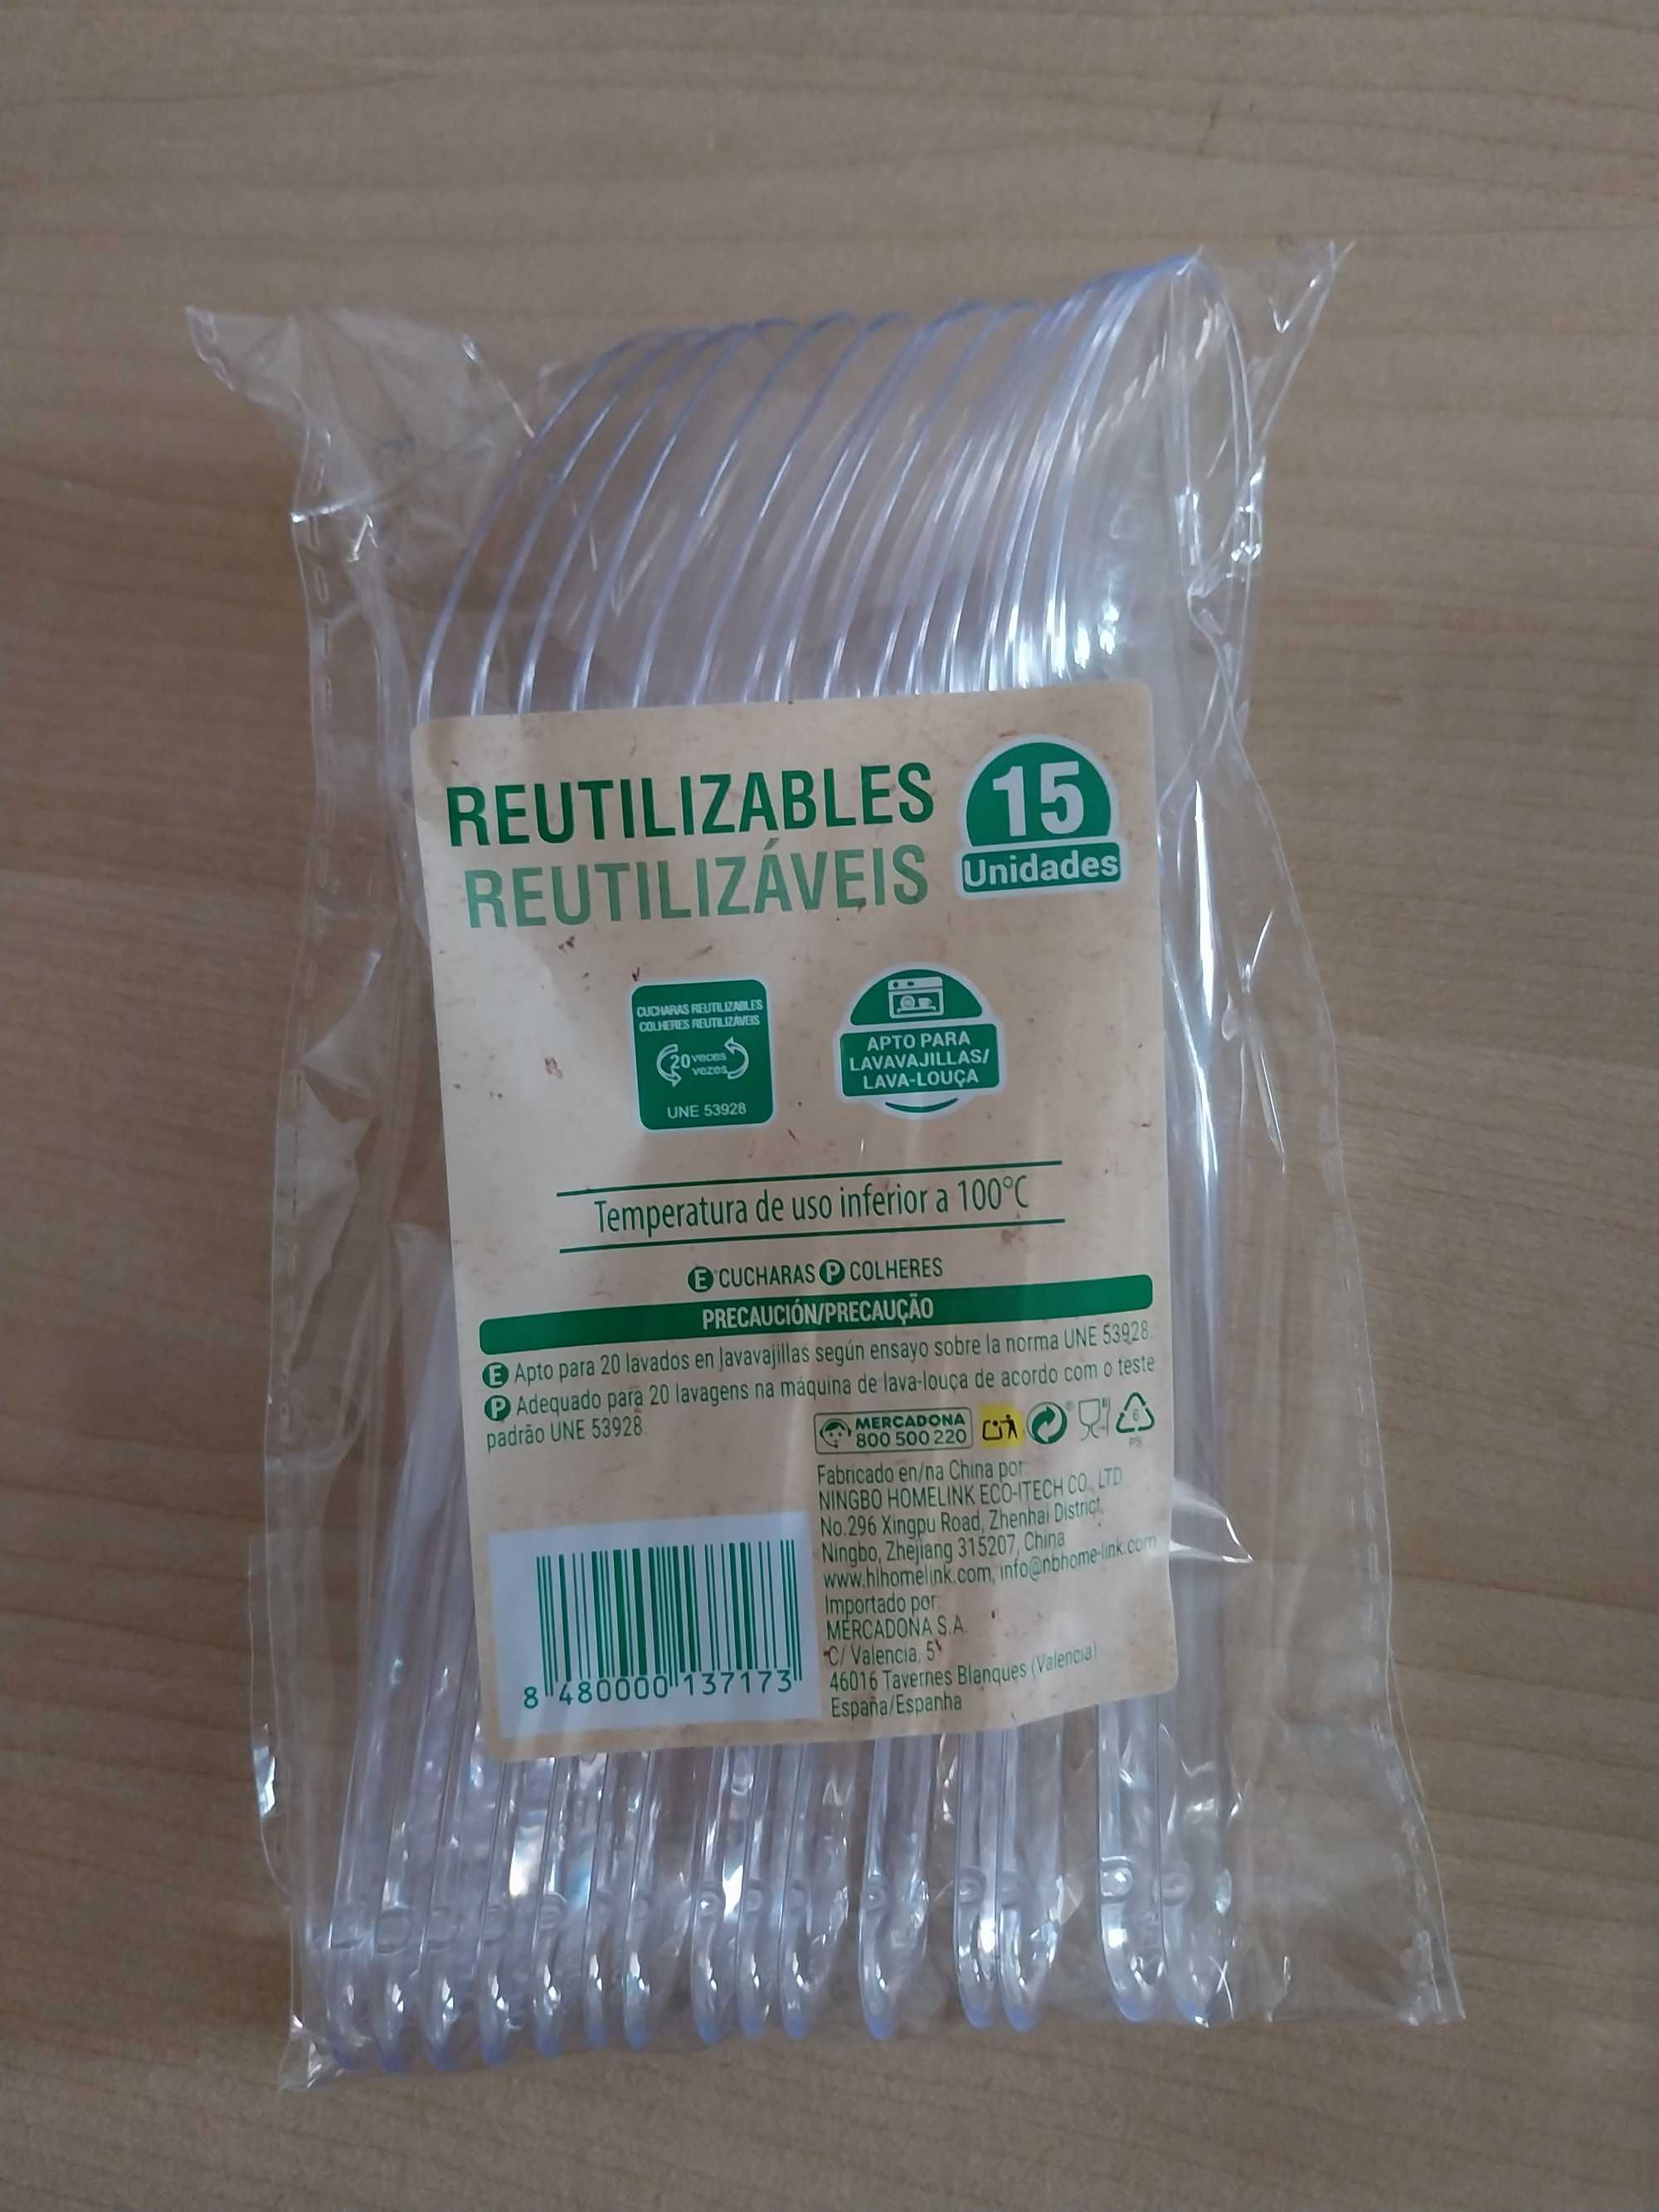 REUTILIZABLES
REUTILIZÁVEIS
15
Unidades
CUCHARAS REUTILIZABLES
COLHERES REUTILIZÁVEIS
20 veces
vezes
UNE 53928
APTO PARA
LAVAVAJILLAS/
LAVA-LOUÇA
Temperatura de uso inferior a 100°C
E CUCHARAS P COLHERES
PRECAUCIÓN/PRECAUÇÃO
E Apto para 20 lavados en lavavajillas según ensayo sobre la norma UNE 53928.
P Adequado para 20 lavagens na máquina de lava-louça de acordo com o teste
padrão UNE 53928.
MERCADONA
800 500 220
6
PS
Fabricado en/na China por:
NINGBO HOMELINK ECO-ITECH CO., LTD
No.296 Xingpu Road, Zhenhai District,
Ningbo, Zhejiang 315207, China
www.hlhomelink.com, info@nbhome-link.com
Importado por:
MERCADONA S.A.
C/ Valencia, 5
46016 Tavernes Blanques (Valencia)
España/Espanha
8 480000 137173